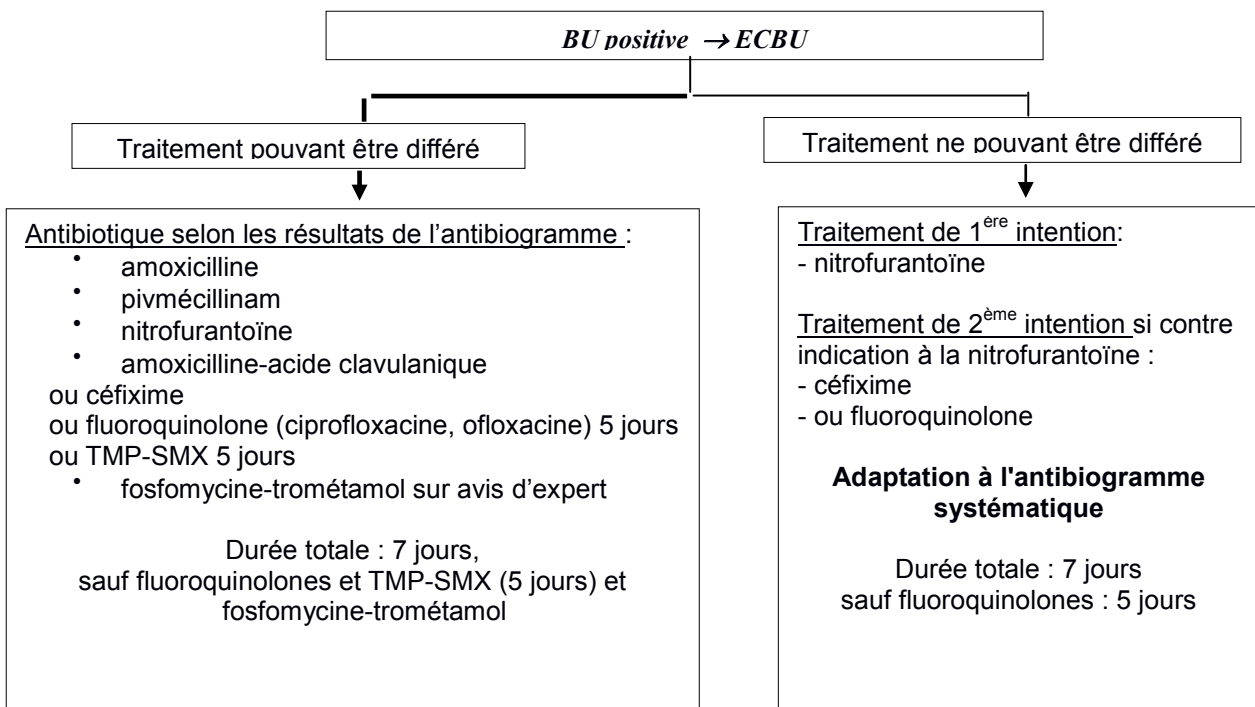 BU positive → ECBU
Traitement pouvant être différé
Antibiotique selon les résultats de l’antibiogramme :
• amoxicilline
• pivmécillinam
• nitrofurantoïne
• amoxicilline-acide clavulanique
ou céfixime
ou fluoroquinolone (ciprofloxacine, ofloxacine) 5 jours
ou TMP-SMX 5 jours
• fosfomycine-trométamol sur avis d’expert
Durée totale : 7 jours,
sauf fluoroquinolones et TMP-SMX (5 jours) et
fosfomycine-trométamol
Traitement ne pouvant être différé
Traitement de 1ère intention:
- nitrofurantoïne
Traitement de 2ème intention si contre
indication à la nitrofurantoïne :
- céfixime
- ou fluoroquinolone
Adaptation à l'antibiogramme
systématique
Durée totale : 7 jours
sauf fluoroquinolones : 5 jours